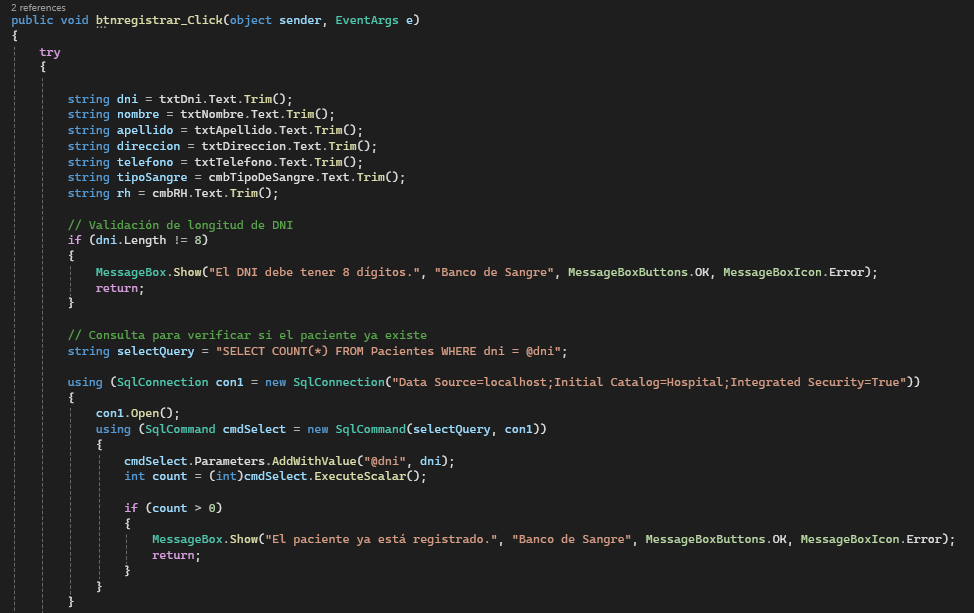 2 references
public void btnregistrar_Click(object sender, EventArgs e)
{
try
{
string dni = txtDni.Text.Trim();
string nombre = txtNombre.Text.Trim();
string apellido = txtApellido.Text.Trim();
string direccion = txtDireccion.Text.Trim();
string telefono = txtTelefono.Text.Trim();
string tipoSangre = cmbTipoDeSangre.Text.Trim();
string rh = cmbRH.Text.Trim();
// Validación de longitud de DNI
if (dni.Length != 8)
{
MessageBox.Show("El DNI debe tener 8 dígitos.", "Banco de Sangre", MessageBoxButtons.OK, MessageBoxIcon.Error);
return;
}
// Consulta para verificar si el paciente ya existe
string selectQuery = "SELECT COUNT(*) FROM Pacientes WHERE dni = @dni";
using (SqlConnection con1 = new SqlConnection("Data Source=localhost;Initial Catalog=Hospital;Integrated Security=True"))
{
con1.Open();
using (SqlCommand cmdSelect = new SqlCommand(selectQuery, con1))
{
cmdSelect.Parameters.AddWithValue("@dni", dni);
int count = (int)cmdSelect.ExecuteScalar();
if (count > 0)
{
MessageBox.Show("El paciente ya está registrado.", "Banco de Sangre", MessageBoxButtons.OK, MessageBoxIcon.Error);
return;
}
}
}